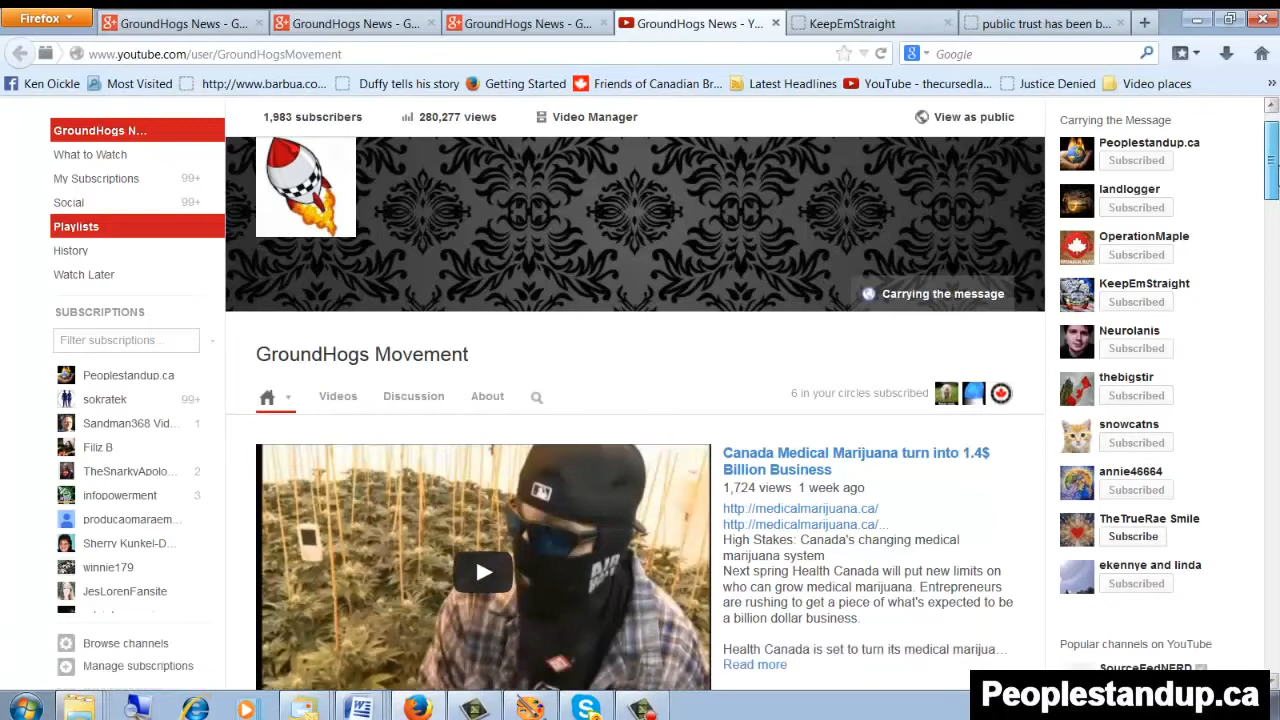 Firefox
GroundHogs News - G...
GroundHogs News - G...
GroundHogs News - G...
GroundHogs News - Y...
KeepEmStraight
public trust has been b...
www.youtube.com/user/GroundHogsMovement
Google
Ken Oickle
Most Visited
http://www.barbua.co...
Duffy tells his story
Getting Started
Friends of Canadian Br...
Latest Headlines
YouTube - thecursedla...
Justice Denied
Video places
GroundHogs N...
What to Watch
My Subscriptions 99+
Social 99+
Playlists
History
Watch Later
SUBSCRIPTIONS
Filter subscriptions...
Peoplestandup.ca
sokratek 99+
Sandman368 Vid... 1
Filiz B
TheSnarkyApolo... 2
infopowerment 3
producaomaraem...
Sherry Kunkel-D...
winnie179
JesLorenFansite
Browse channels
Manage subscriptions
1,983 subscribers
280,277 views
Video Manager
View as public
Carrying the message
GroundHogs Movement
Videos
Discussion
About
6 in your circles subscribed
Canada Medical Marijuana turn into 1.4$
Billion Business
1,724 views 1 week ago
http://medicalmarijuana.ca/
http://medicalmarijuana.ca/...
High Stakes: Canada's changing medical
marijuana system
Next spring Health Canada will put new limits on
who can grow medical marijuana. Entrepreneurs
are rushing to get a piece of what's expected to be
a billion dollar business.
Health Canada is set to turn its medical marijua...
Read more
Carrying the Message
Peoplestandup.ca
Subscribed
landlogger
Subscribed
OperationMaple
Subscribed
KeepEmStraight
Subscribed
Neurolanis
Subscribed
thebigstir
Subscribed
snowcatns
Subscribed
annie46664
Subscribed
TheTrueRae Smile
Subscribe
ekennye and linda
Subscribed
Popular channels on YouTube
SourceFedNERD
Peoplestandup.ca